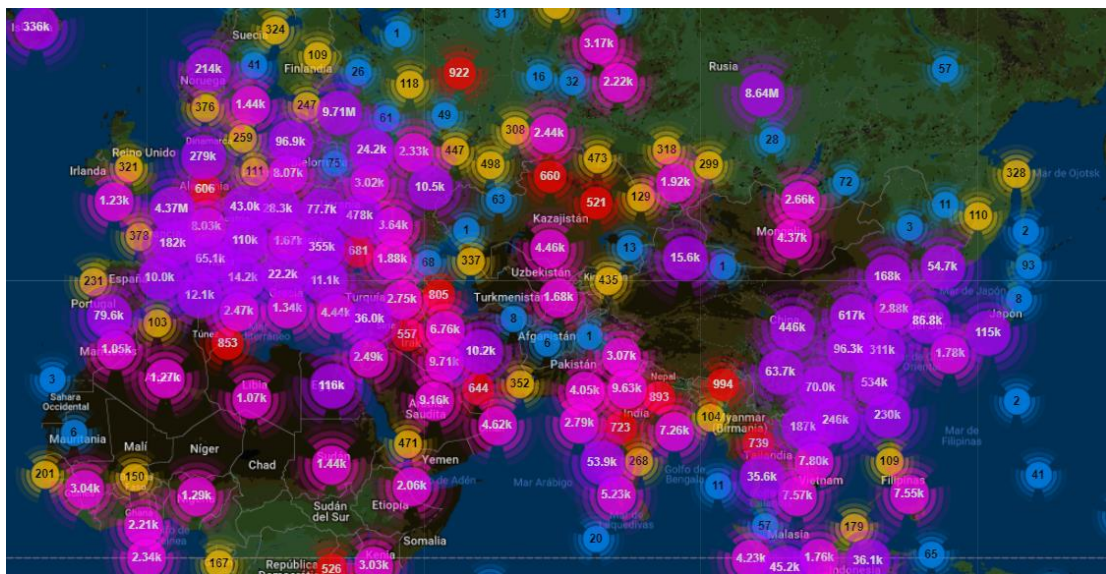 31
1
336k
324
Suecia
1
3.17k
109
Finlandia
41
26
922
16
32
Rusia
57
214k
118
2.22k
8.64M
Noruega
376
1.44k
247
9.71M
61
49
308
2.44k
28
259
96.9k
24.2k
2.33k
447
498
473
318
299
Reino Unido
279k
321
111
8.07k
75
3.02k
10.5k
660
1.92k
72
328
Mar de Ojotsk
Irlanda
606
1.23k
4.37M
43.0k
28.3k
77.7k
478k
63
521
129
2.66k
11
110
Kazajistán
378
182k
8.03k
110k
1.67k
355k
3.64k
1
4.37k
3
2
Mongolia
681
1.88k
68
337
4.46k
13
15.6k
1
54.7k
93
65.1k
España
10.0k
14.2k
22.2k
11.1k
Uzbekistán
435
168k
231
12.1k
Turquía
2.75k
805
Turkmenistán
1.68k
Mar de Japón
8
Portugal
79.6k
103
2.47k
1.34k
4.44k
36.0k
8
446k
617k
2.88k
86.8k
Japón
115k
853
557
6.76k
Afganistán
6
1
1.05k
2.49k
9.71k
10.2k
Pakistán
3.07k
96.3k
311k
1.78k
3
1.27k
Libia
1.07k
116k
644
352
4.05k
9.63k
Nepal
893
994
63.7k
70.0k
534k
Sahara
Occidental
9.16k
Saudita
India
2
6
Mauritania
Malí
Níger
Chad
4.62k
2.79k
723
7.26k
104
Myanmar
(Birmania)
187k
246k
230k
Mar de
Filipinas
471
Yemen
739
Tailandia
201
150
Sudán
1.44k
53.9k
268
Golfo de
Bengala
7.80k
109
3.04k
1.29k
2.06k
Mar Arábigo
11
35.6k
Vietnam
Filipinas
41
Sudán
del Sur
Etiopía
5.23k
7.57k
7.55k
2.21k
Somalia
20
57
179
Malasia
2.34k
167
República
526
Kenia
3.03k
4.23k
45.2k
1.76k
36.1k
65
Indonesia